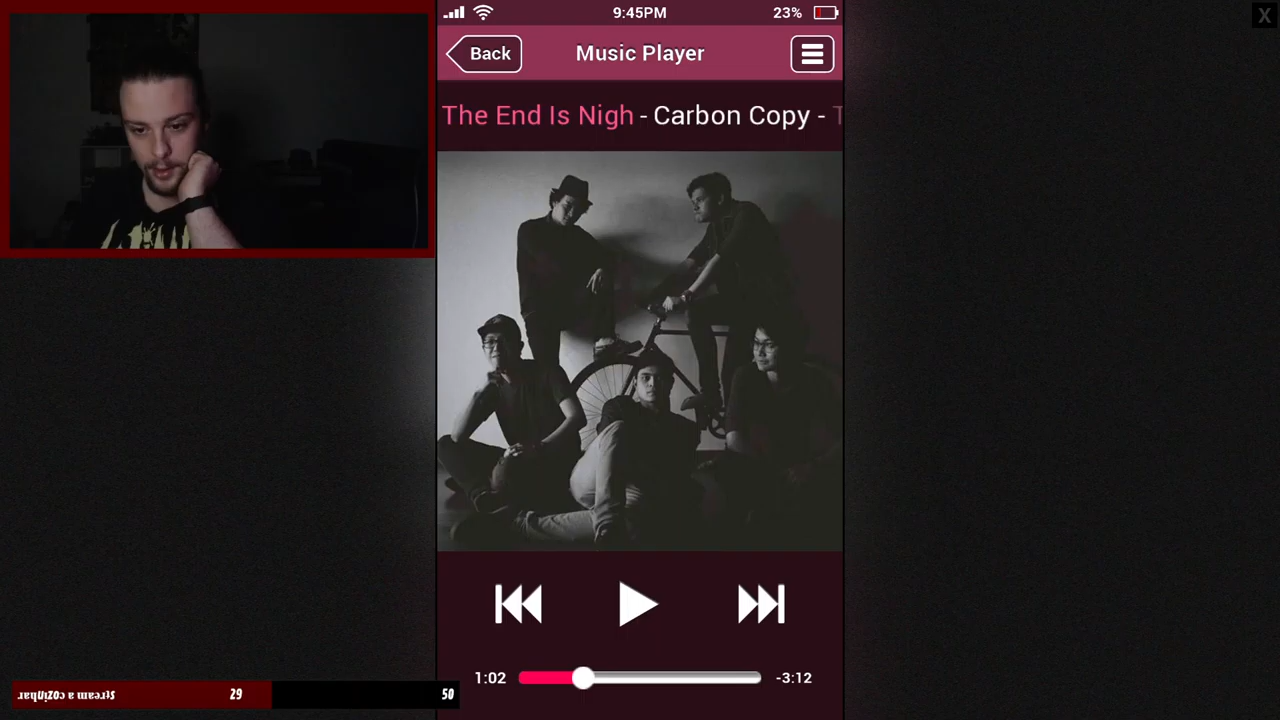 9:45PM
23%
Back
Music Player
The End Is Nigh - Carbon Copy - T
1:02
-3:12
29
50
X